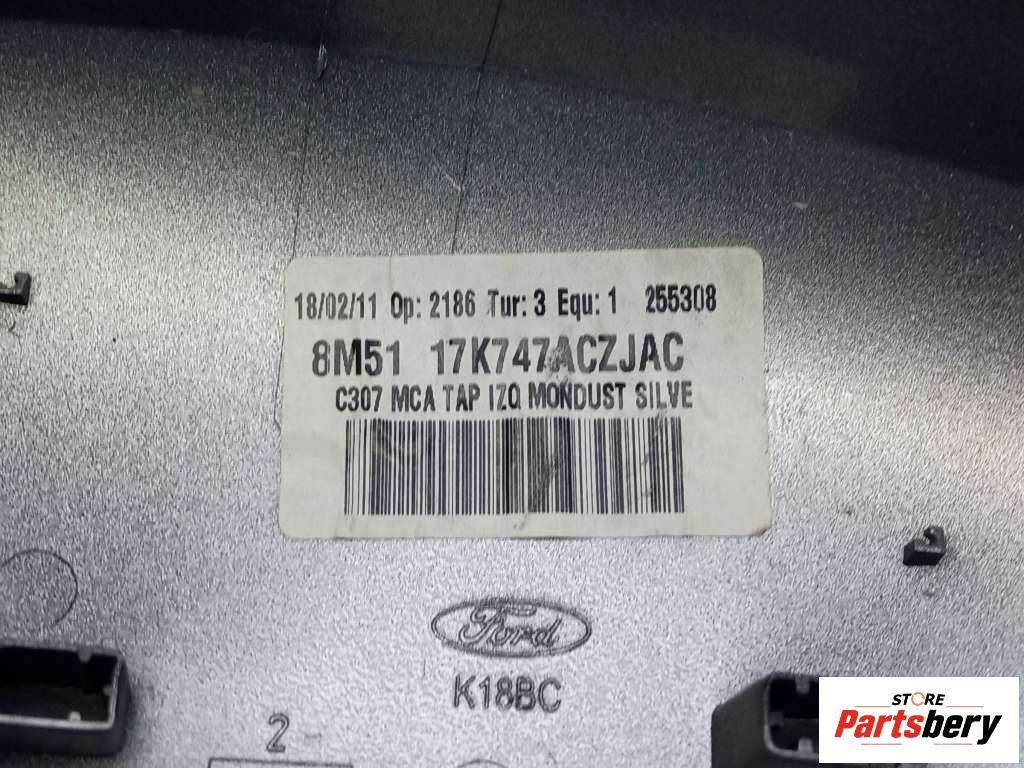 18/02/11 Op: 2186 Tur: 3 Equ: 1 255308
8M51 17K747ACZJAC
C307 MCA TAP IZQ MONDUST SILVE
Ford
K18BC
2
STORE
Partsbery